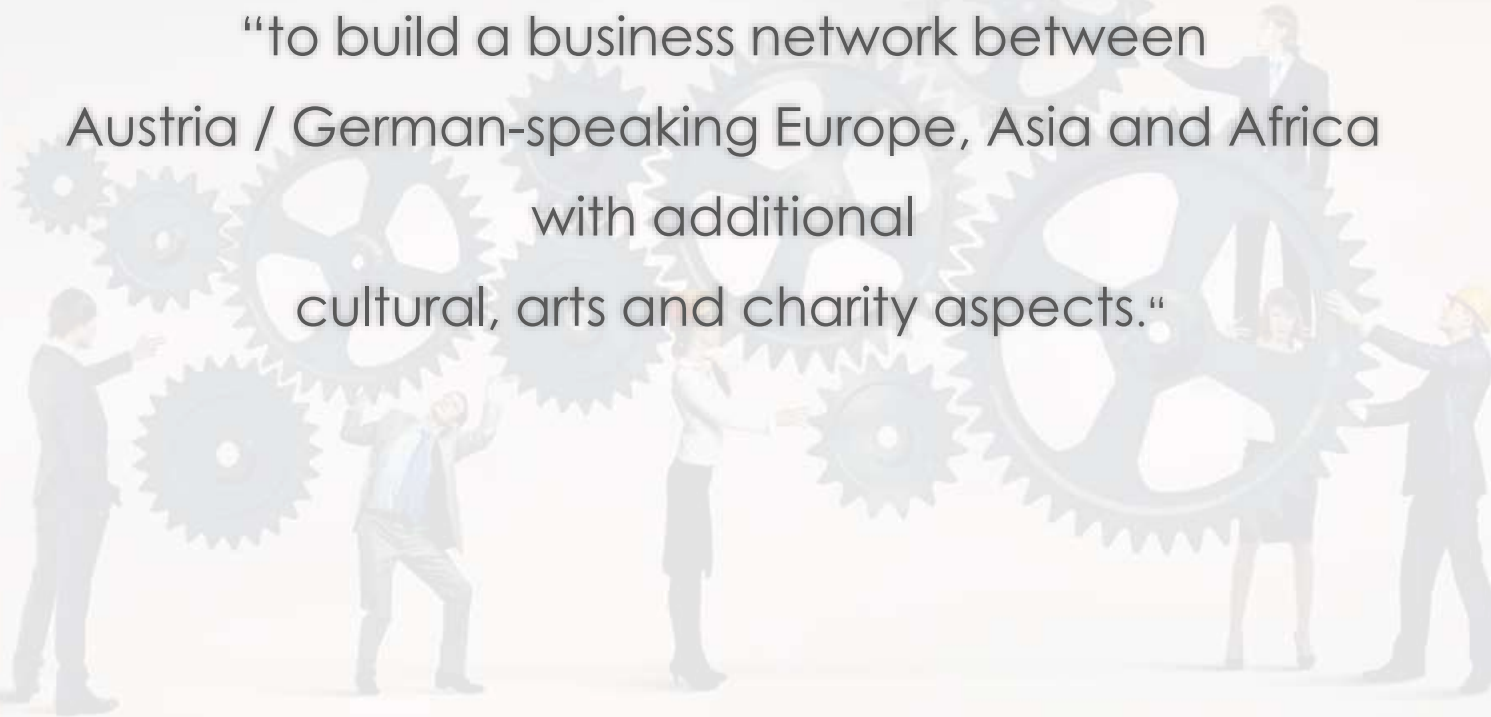 “to build a business network between
Austria / German-speaking Europe, Asia and Africa
with additional
cultural, arts and charity aspects.“